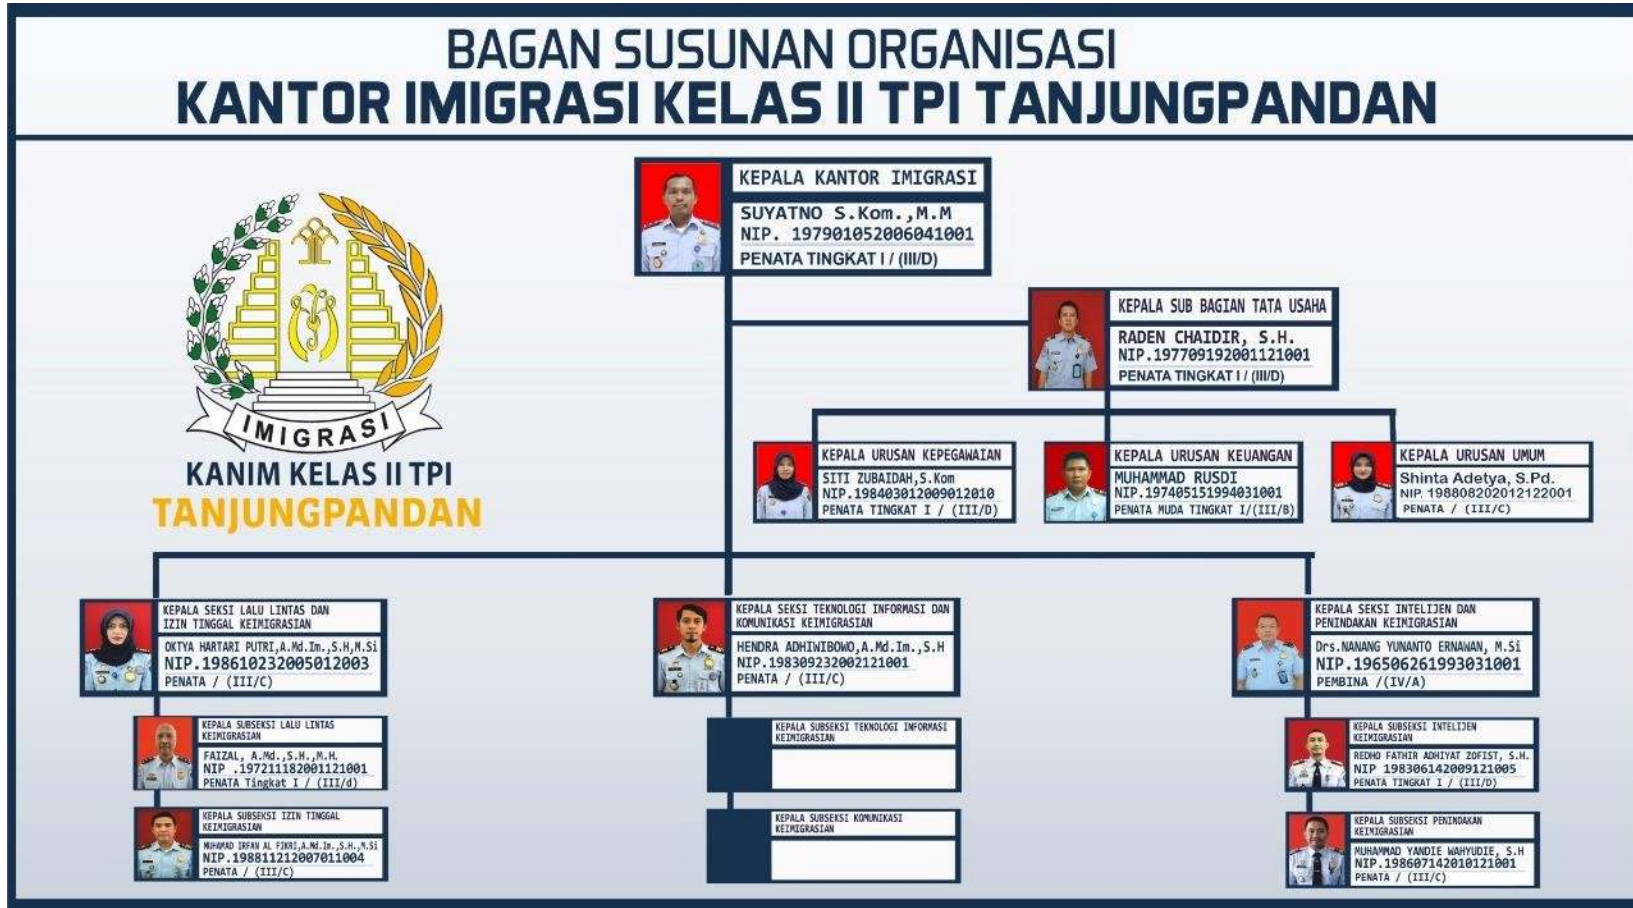 BAGAN SUSUNAN ORGANISASI
KANTOR IMIGRASI KELAS II TPI TANJUNGPANDAN
IMIGRASI
KANIM KELAS II TPI
TANJUNGPANDAN
KEPALA KANTOR IMIGRASI
SUYATNO S.Kom.,M.M
NIP. 197901052006041001
PENATA TINGKAT I / (III/D)
KEPALA SUB BAGIAN TATA USAHA
RADEN CHAIDIR, S.H.
NIP.197709192001121001
PENATA TINGKAT I / (III/D)
KEPALA URUSAN KEPEGAWAIAN
SITI ZUBAIDAH,S.Kom
NIP.198403012009012010
PENATA TINGKAT I / (III/D)
KEPALA URUSAN KEUANGAN
MUHAMMAD RUSDI
NIP.197405151994031001
PENATA MUDA TINGKAT I/(III/B)
KEPALA URUSAN UMUM
Shinta Adetya, S.Pd.
NIP. 198808202012122001
PENATA / (III/C)
KEPALA SEKSI LALU LINTAS DAN
IZIN TINGGAL KEIMIGRASIAN
OKTYA HARTARI PUTRI,A.Md.Im.,S.H,M.Si
NIP.198610232005012003
PENATA / (III/C)
KEPALA SUBSEKSI LALU LINTAS
KEIMIGRASIAN
FAIZAL, A.Md.,S.H.,M.H.
NIP .197211182001121001
PENATA Tingkat I / (III/d)
KEPALA SUBSEKSI IZIN TINGGAL
KEIMIGRASIAN
MUHAMAD IRFAN AL FIKRI,A.Md.Im.,S.H.,M.Si
NIP.198811212007011004
PENATA / (III/C)
KEPALA SEKSI TEKNOLOGI INFORMASI DAN
KOMUNIKASI KEIMIGRASIAN
HENDRA ADHIWIBOWO,A.Md.Im.,S.H
NIP.198309232002121001
PENATA / (III/C)
KEPALA SUBSEKSI TEKNOLOGI INFORMASI
KEIMIGRASIAN
KEPALA SUBSEKSI KOMUNIKASI
KEIMIGRASIAN
KEPALA SEKSI INTELIJEN DAN
PENINDAKAN KEIMIGRASIAN
Drs.NANANG YUNANTO ERNAWAN, M.Si
NIP.196506261993031001
PEMBINA /(IV/A)
KEPALA SUBSEKSI INTELIJEN
KEIMIGRASIAN
REDHO FATHIR ADHIYAT ZOFIST, S.H.
NIP 198306142009121005
PENATA TINGKAT I / (III/D)
KEPALA SUBSEKSI PENINDAKAN
KEIMIGRASIAN
MUHAMMAD YANDIE WAHYUDIE, S.H
NIP.198607142010121001
PENATA / (III/C)